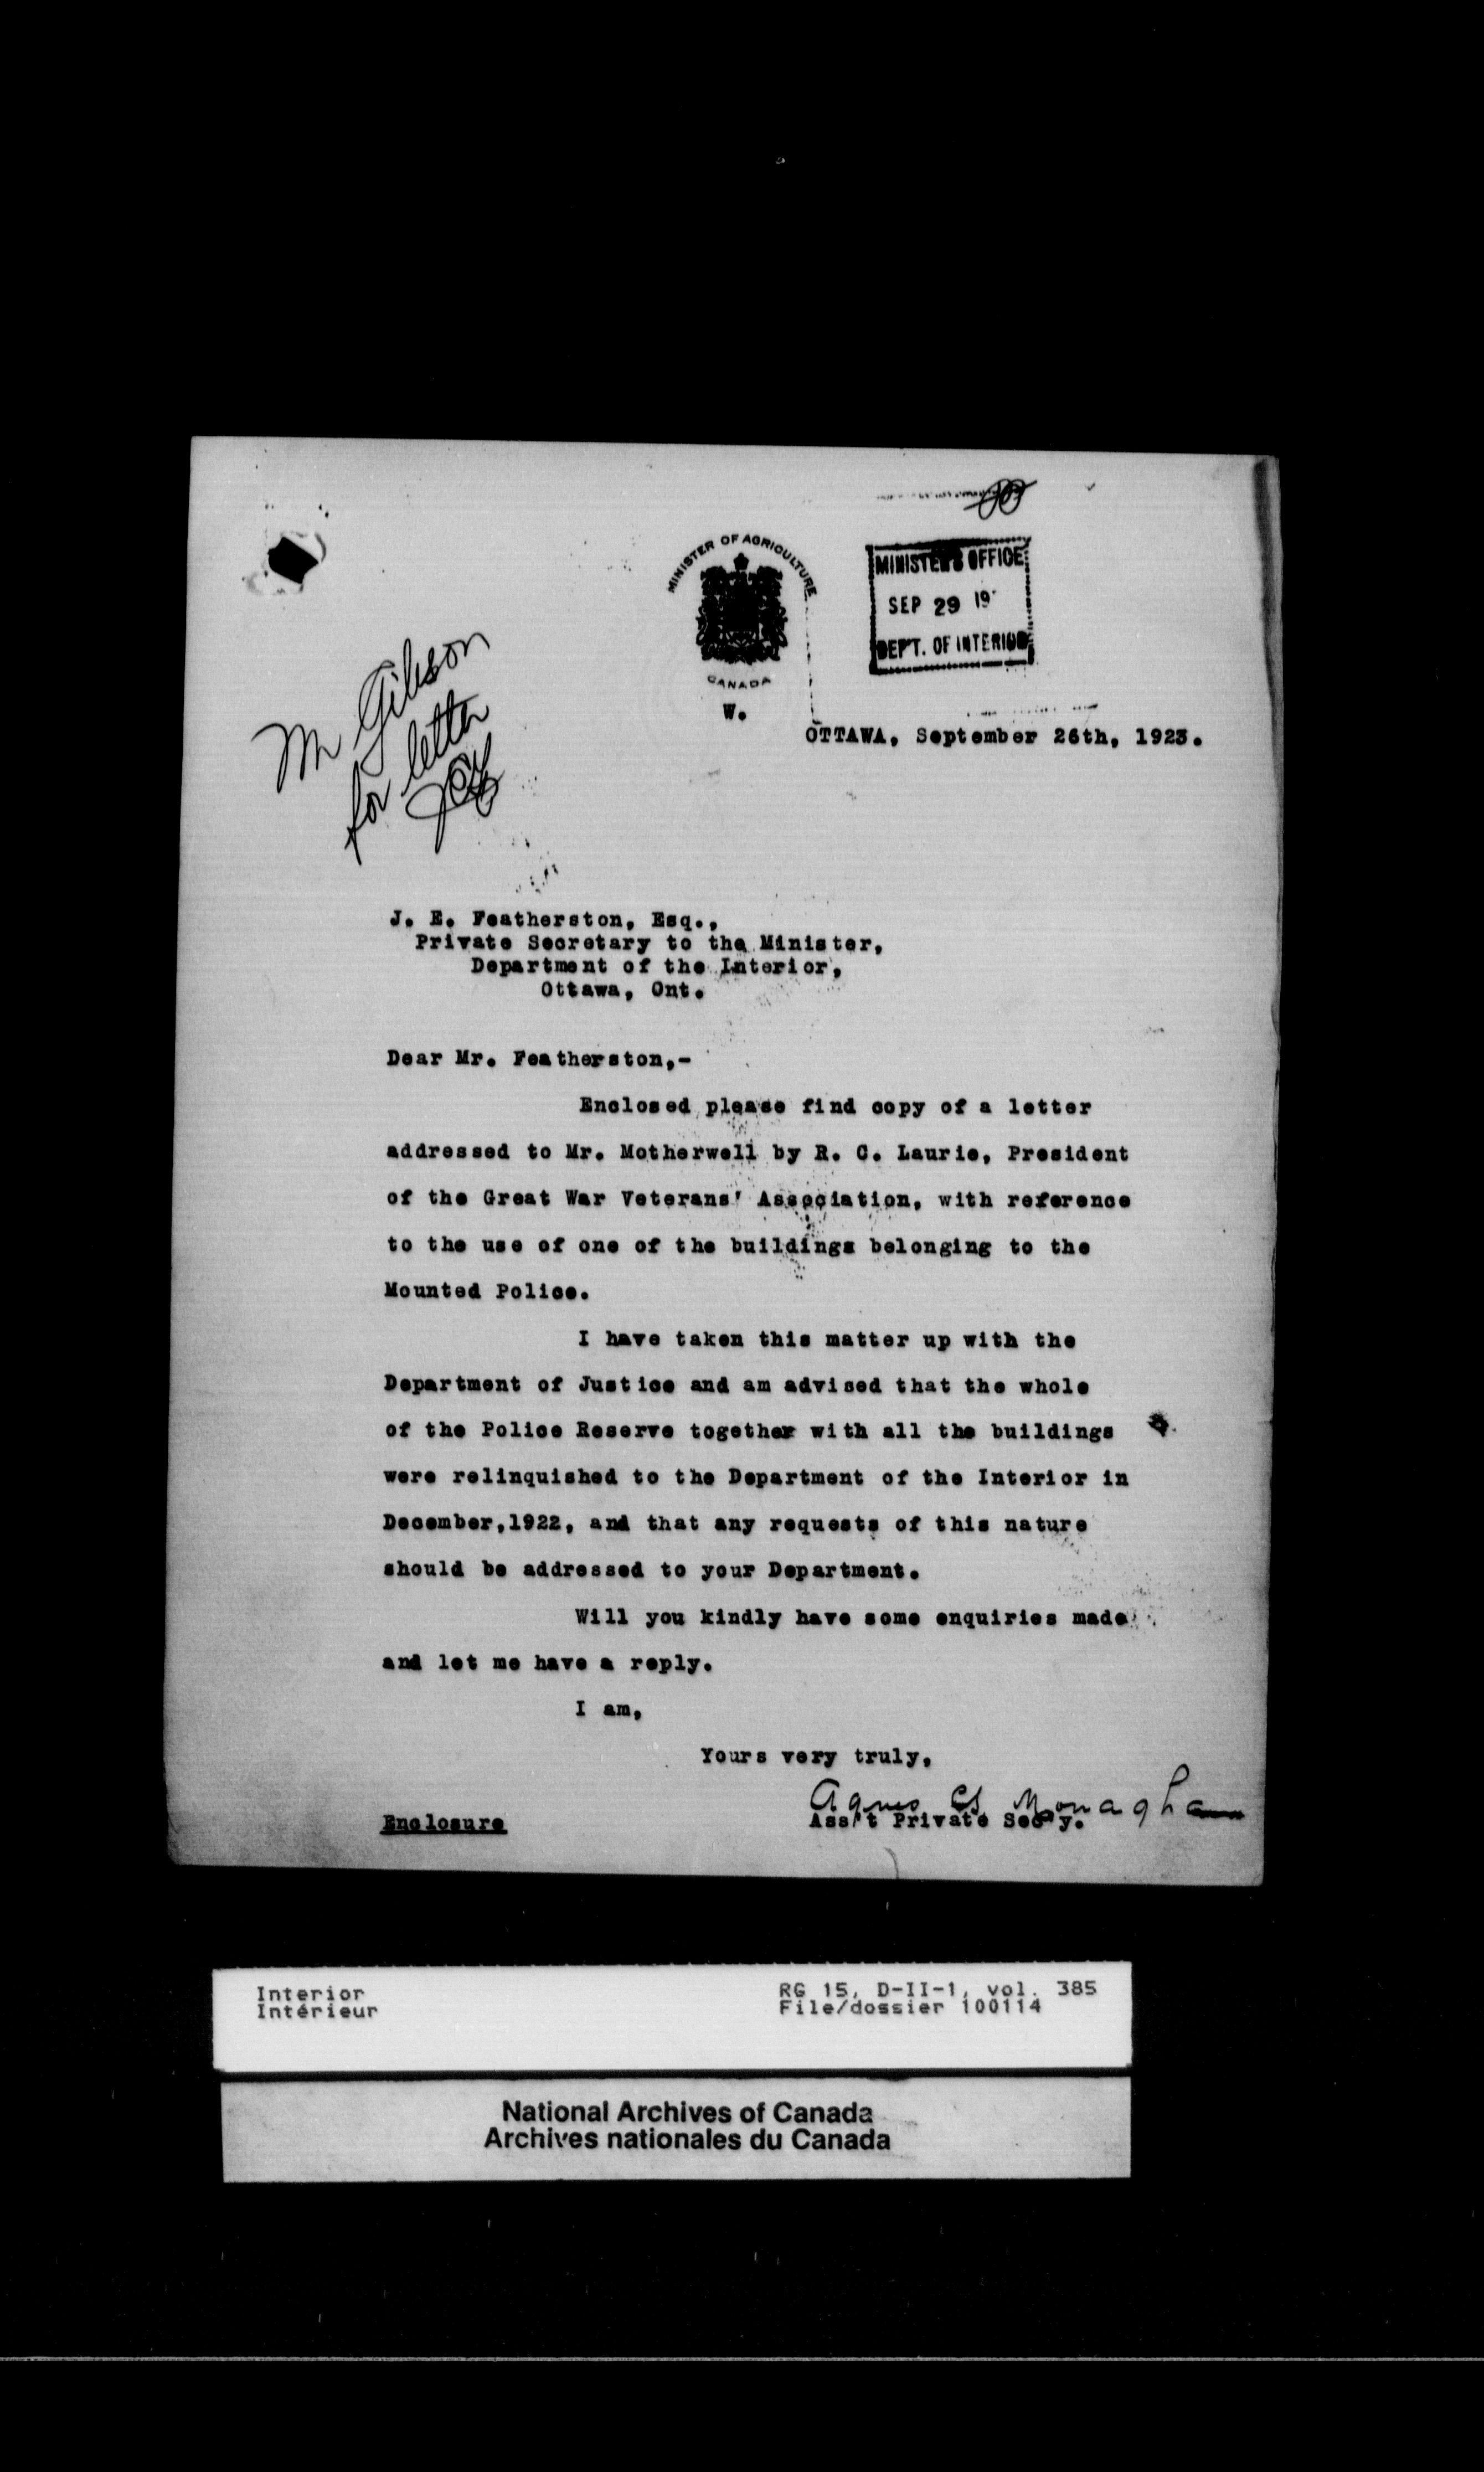 MINISTER OF AGRICULTURE
CANADA
MINISTER'S OFFICE
SEP 29 19
DEPT. OF INTERIOR
W.
OTTAWA, September 26th, 1923.
Mr Gibson
for letter
J. E. Featherston, Esq.,
Private Secretary to the Minister,
Department of the Interior,
Ottawa, Ont.
Dear Mr. Featherston,-
Enclosed please find copy of a letter
addressed to Mr. Motherwell by R. C. Laurie, President
of the Great War Veterans' Association, with reference
to the use of one of the buildings belonging to the
Mounted Police.
I have taken this matter up with the
Department of Justice and am advised that the whole
of the Police Reserve together with all the buildings
were relinquished to the Department of the Interior in
December,1922, and that any requests of this nature
should be addressed to your Department.
Will you kindly have some enquiries made
and let me have a reply.
I am,
Yours very truly,
Agnes Monaghan
Ass't Private Sec'y.
Enclosure
Interior
Intérieur
RG 15, D-II-1, vol. 385
File/dossier 100114
National Archives of Canada
Archives nationales du Canada